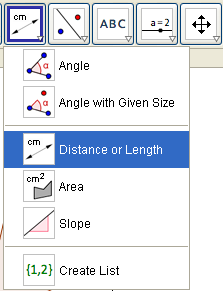 cm ABC a=2
α Angle
α Angle with Given Size
cm Distance or Length
cm² Area
Slope
{1,2} Create List